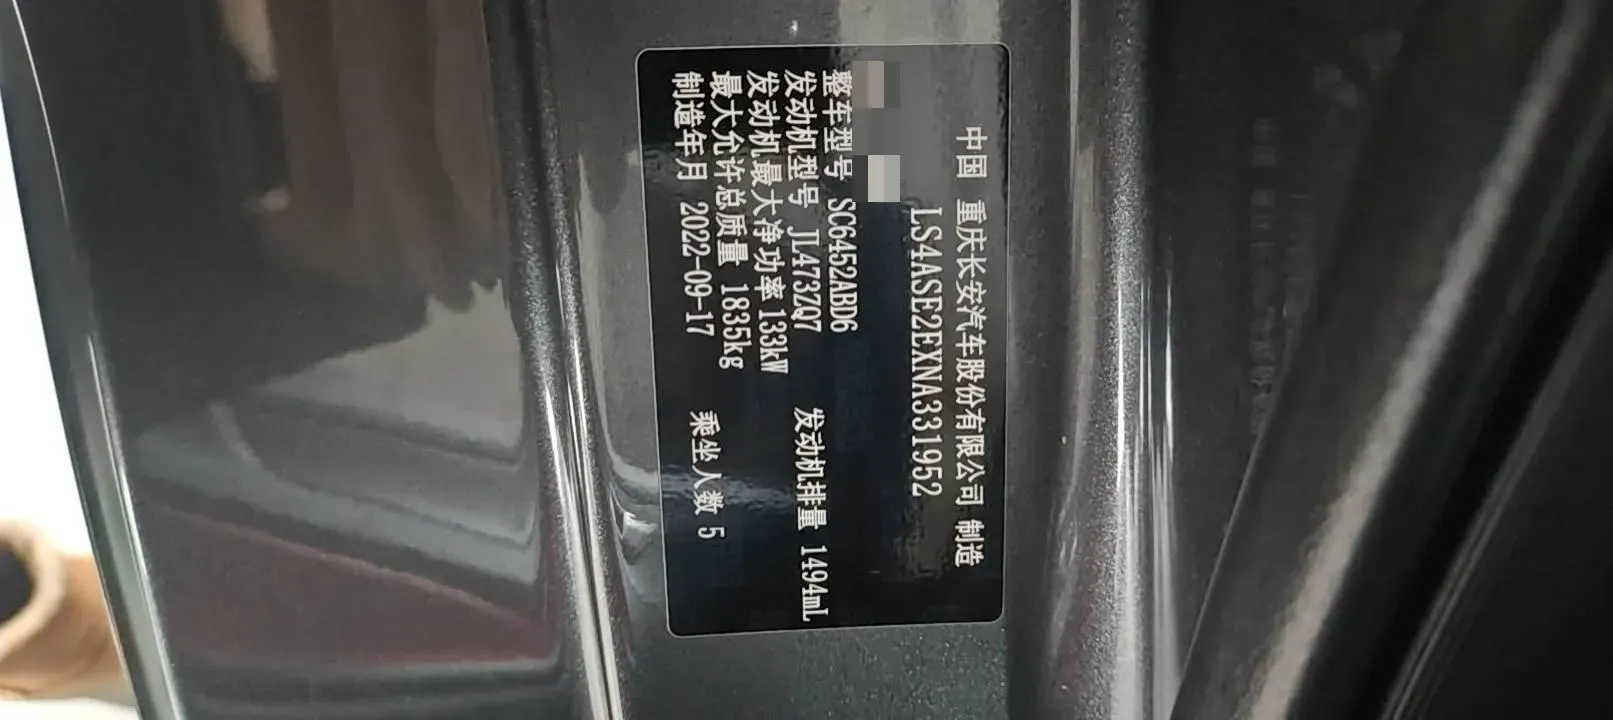 中国 重庆长安汽车股份有限公司 制造
LS4ASE2EXNA331952
整车型号 SC6452ABD6
发动机型号 JL473ZQ7 发动机排量 1494mL
发动机最大净功率 133kW
最大允许总质量 1835kg
制造年月 2022-09-17 乘坐人数 5